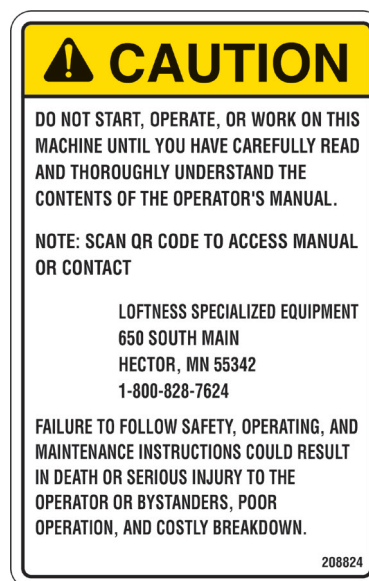 CAUTION
DO NOT START, OPERATE, OR WORK ON THIS
MACHINE UNTIL YOU HAVE CAREFULLY READ
AND THOROUGHLY UNDERSTAND THE
CONTENTS OF THE OPERATOR'S MANUAL.
NOTE: SCAN QR CODE TO ACCESS MANUAL
OR CONTACT
LOFTNESS SPECIALIZED EQUIPMENT
650 SOUTH MAIN
HECTOR, MN 55342
1-800-828-7624
FAILURE TO FOLLOW SAFETY, OPERATING, AND
MAINTENANCE INSTRUCTIONS COULD RESULT
IN DEATH OR SERIOUS INJURY TO THE
OPERATOR OR BYSTANDERS, POOR
OPERATION, AND COSTLY BREAKDOWN.
208824